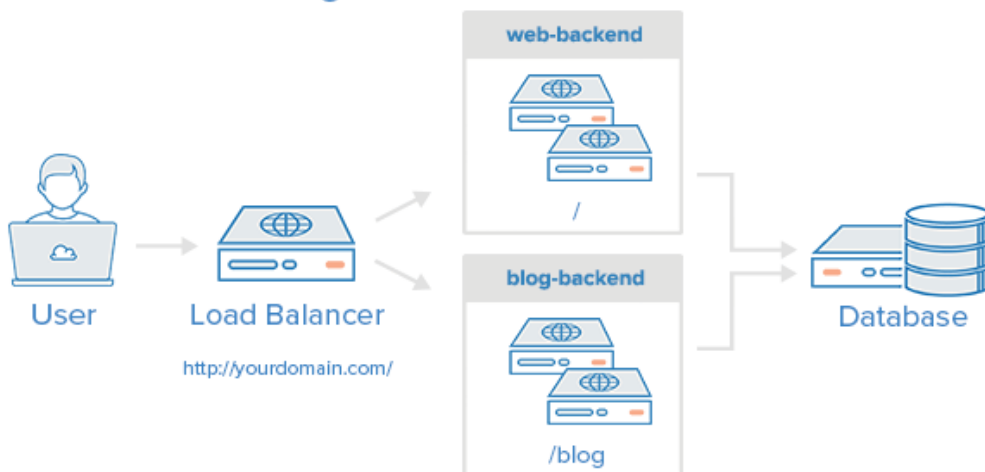 web-backend
/
User
Load Balancer
http://yourdomain.com/
blog-backend
/blog
Database